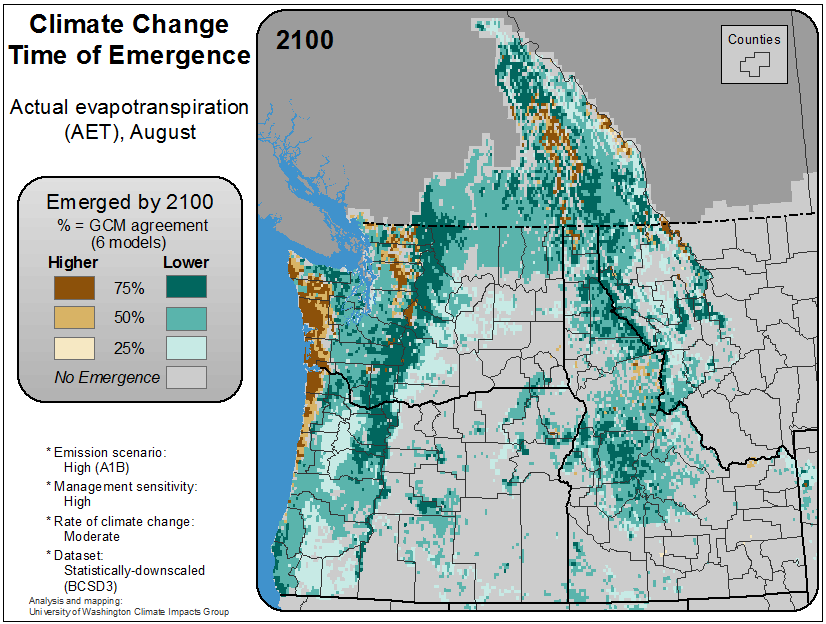 Climate Change
Time of Emergence
Actual evapotranspiration
(AET), August
Emerged by 2100
% = GCM agreement
(6 models)
Higher Lower
75%
50%
25%
No Emergence
* Emission scenario:
High (A1B)
* Management sensitivity:
High
* Rate of climate change:
Moderate
* Dataset:
Statistically-downscaled
(BCSD3)
Analysis and mapping:
University of Washington Climate Impacts Group
2100
Counties